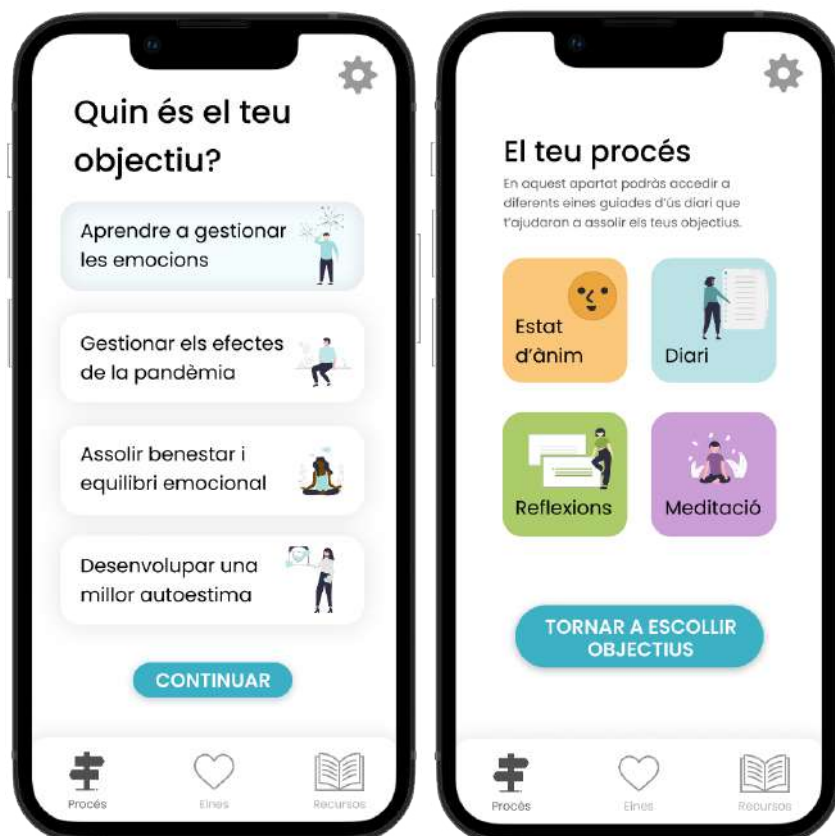 Quin és el teu
objectiu?
Aprendre a gestionar
les emocions
Gestionar els efectes
de la pandèmia
Assolir benestar i
equilibri emocional
Desenvolupar una
millor autoestima
CONTINUAR
Procés
Eines
Recursos
El teu procés
En aquest apartat podràs accedir a
diferents eines guiades d'ús diari que
t'ajudaran a assolir els teus objectius.
Estat
d'ànim
Diari
Reflexions
Meditació
TORNAR A ESCOLLIR
OBJECTIUS
Procés
Eines
Recursos